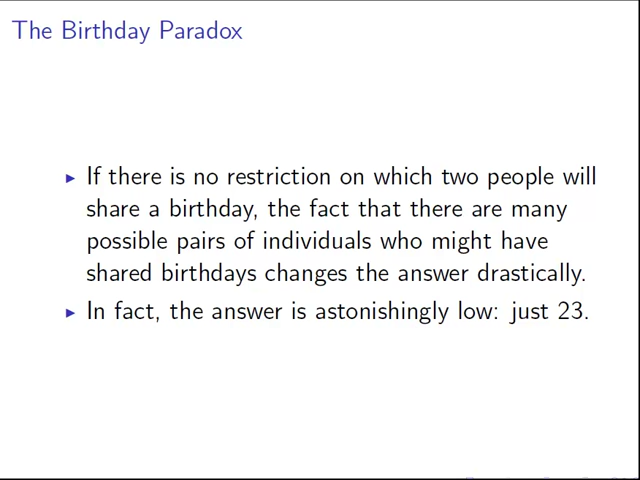 The Birthday Paradox
▶ If there is no restriction on which two people will
share a birthday, the fact that there are many
possible pairs of individuals who might have
shared birthdays changes the answer drastically.
▶ In fact, the answer is astonishingly low: just 23.